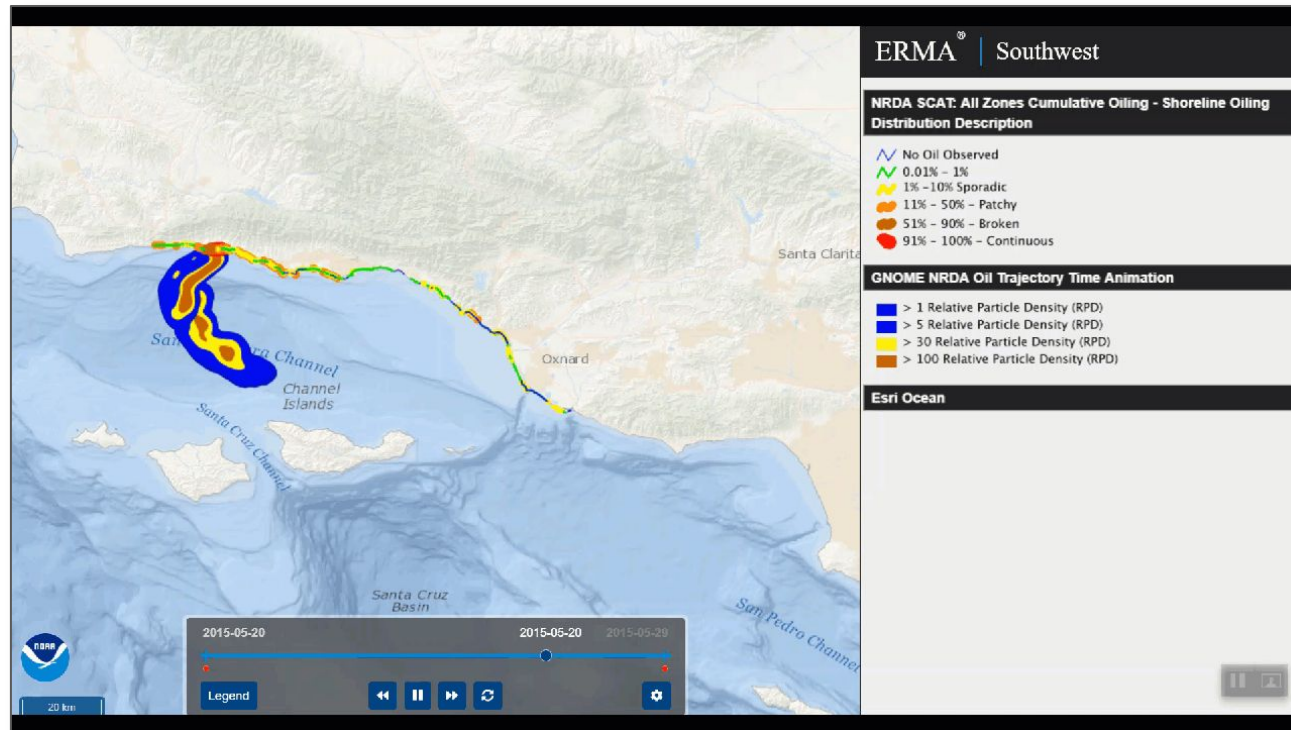 ERMA® | Southwest
NRDA SCAT: All Zones Cumulative Oiling - Shoreline Oiling
Distribution Description
No Oil Observed
0.01% - 1%
1% -10% Sporadic
11% - 50% - Patchy
51% - 90% - Broken
91% - 100% - Continuous
GNOME NRDA Oil Trajectory Time Animation
> 1 Relative Particle Density (RPD)
> 5 Relative Particle Density (RPD)
> 30 Relative Particle Density (RPD)
> 100 Relative Particle Density (RPD)
Esri Ocean
Santa Clarita
Oxnard
Channel
Channel
Islands
Santa Cruz Channel
Santa Cruz
Basin
San Pedro Channel
2015-05-20
2015-05-20
2015-05-29
Legend
NOAA
20 km